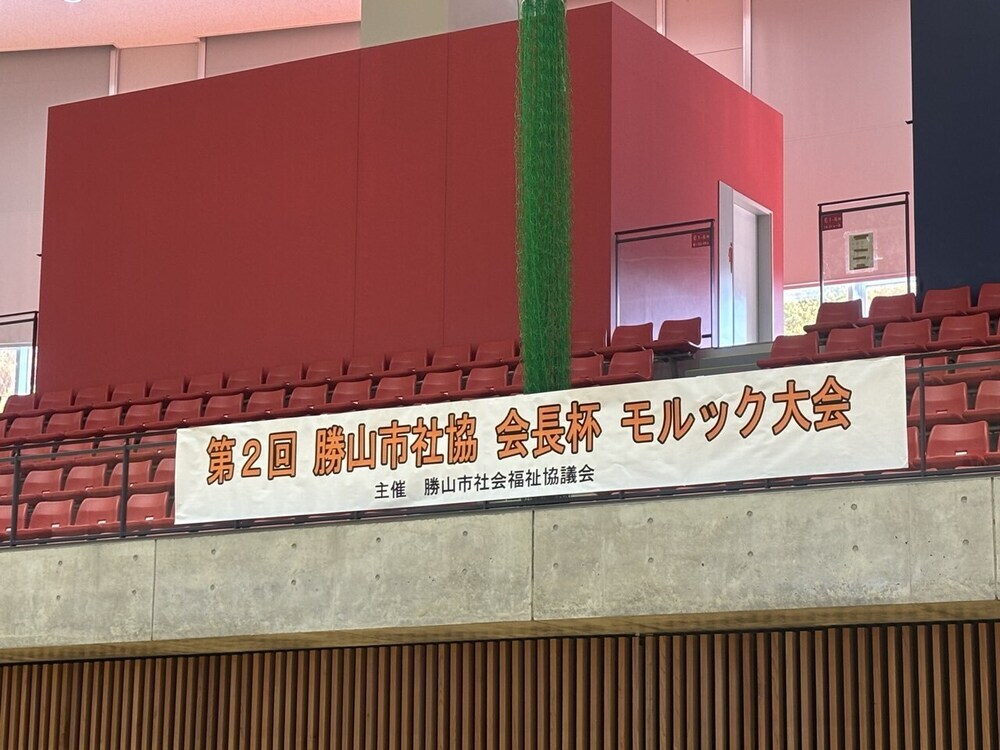 第2回 勝山市社協 会長杯 モルック大会
主催 勝山市社会福祉協議会